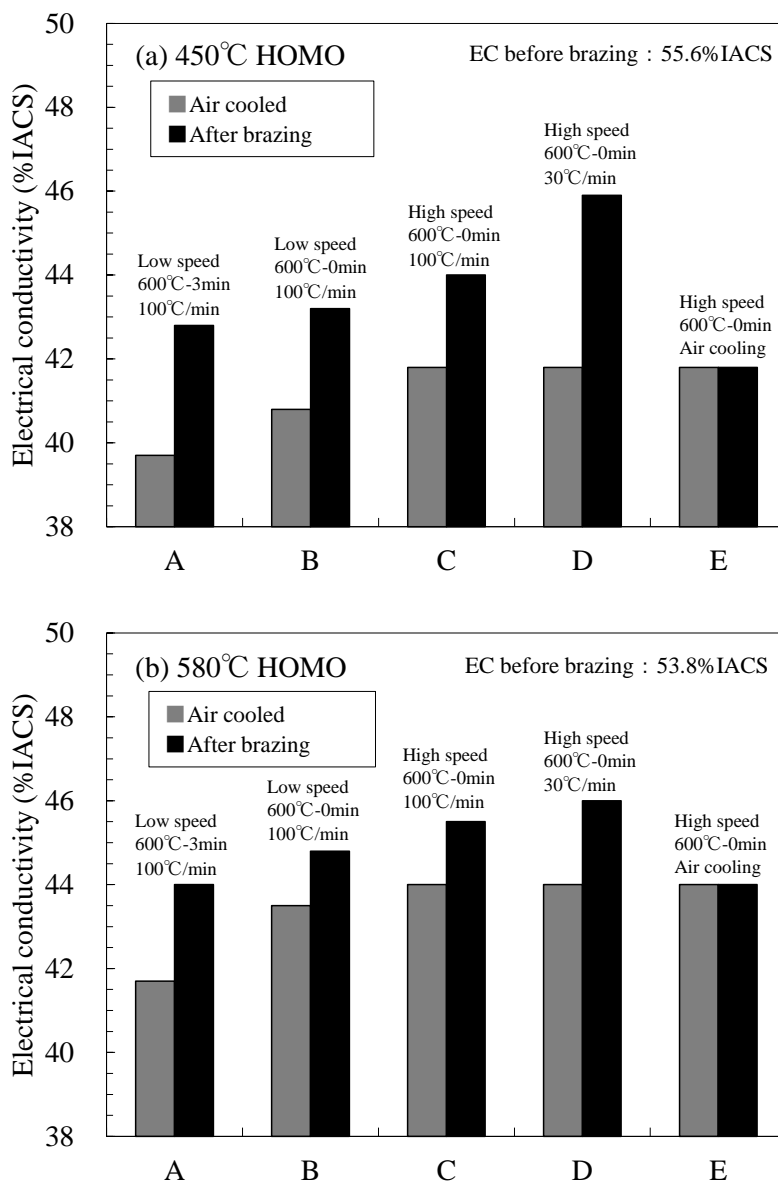 50
(a) 450℃ HOMO
EC before brazing : 55.6%IACS
Air cooled
After brazing
48
High speed
600℃-0min
30℃/min
46
High speed
600℃-0min
100℃/min
Low speed
600℃-0min
100℃/min
Low speed
600℃-3min
100℃/min
44
High speed
600℃-0min
Air cooling
42
40
38
Electrical conductivity (%IACS)
A B C D E
50
(b) 580℃ HOMO
EC before brazing : 53.8%IACS
Air cooled
After brazing
48
High speed
600℃-0min
30℃/min
High speed
600℃-0min
100℃/min
46
Low speed
600℃-0min
100℃/min
Low speed
600℃-3min
100℃/min
High speed
600℃-0min
Air cooling
44
42
40
38
Electrical conductivity (%IACS)
A B C D E